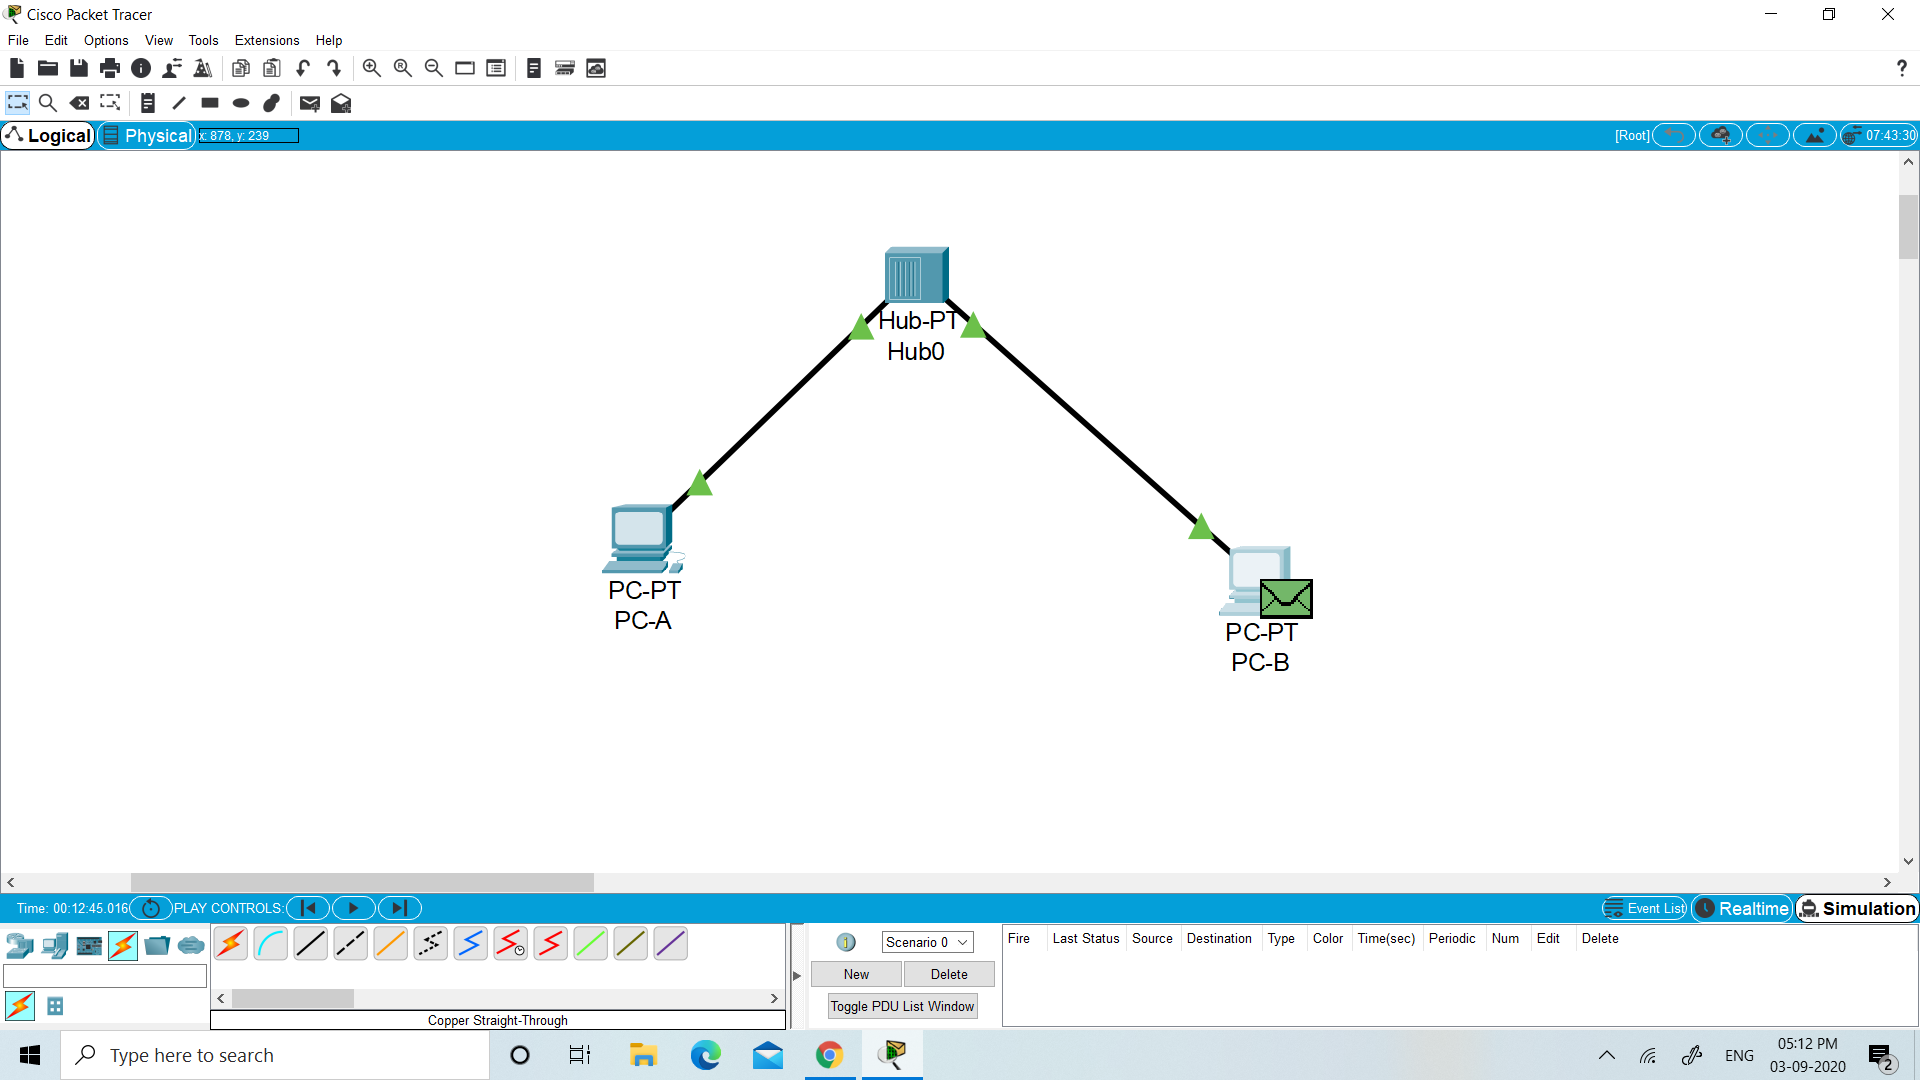 Cisco Packet Tracer
File Edit Options View Tools Extensions Help
Logical Physical x: 878, y: 239 [Root] 07:43:30
Hub-PT
Hub0
PC-PT
PC-A
PC-PT
PC-B
Time: 00:12:45.016 PLAY CONTROLS: Event List Realtime Simulation
Scenario 0
New Delete
Toggle PDU List Window
Fire Last Status Source Destination Type Color Time(sec) Periodic Num Edit Delete
Copper Straight-Through
Type here to search
ENG
05:12 PM
03-09-2020
2